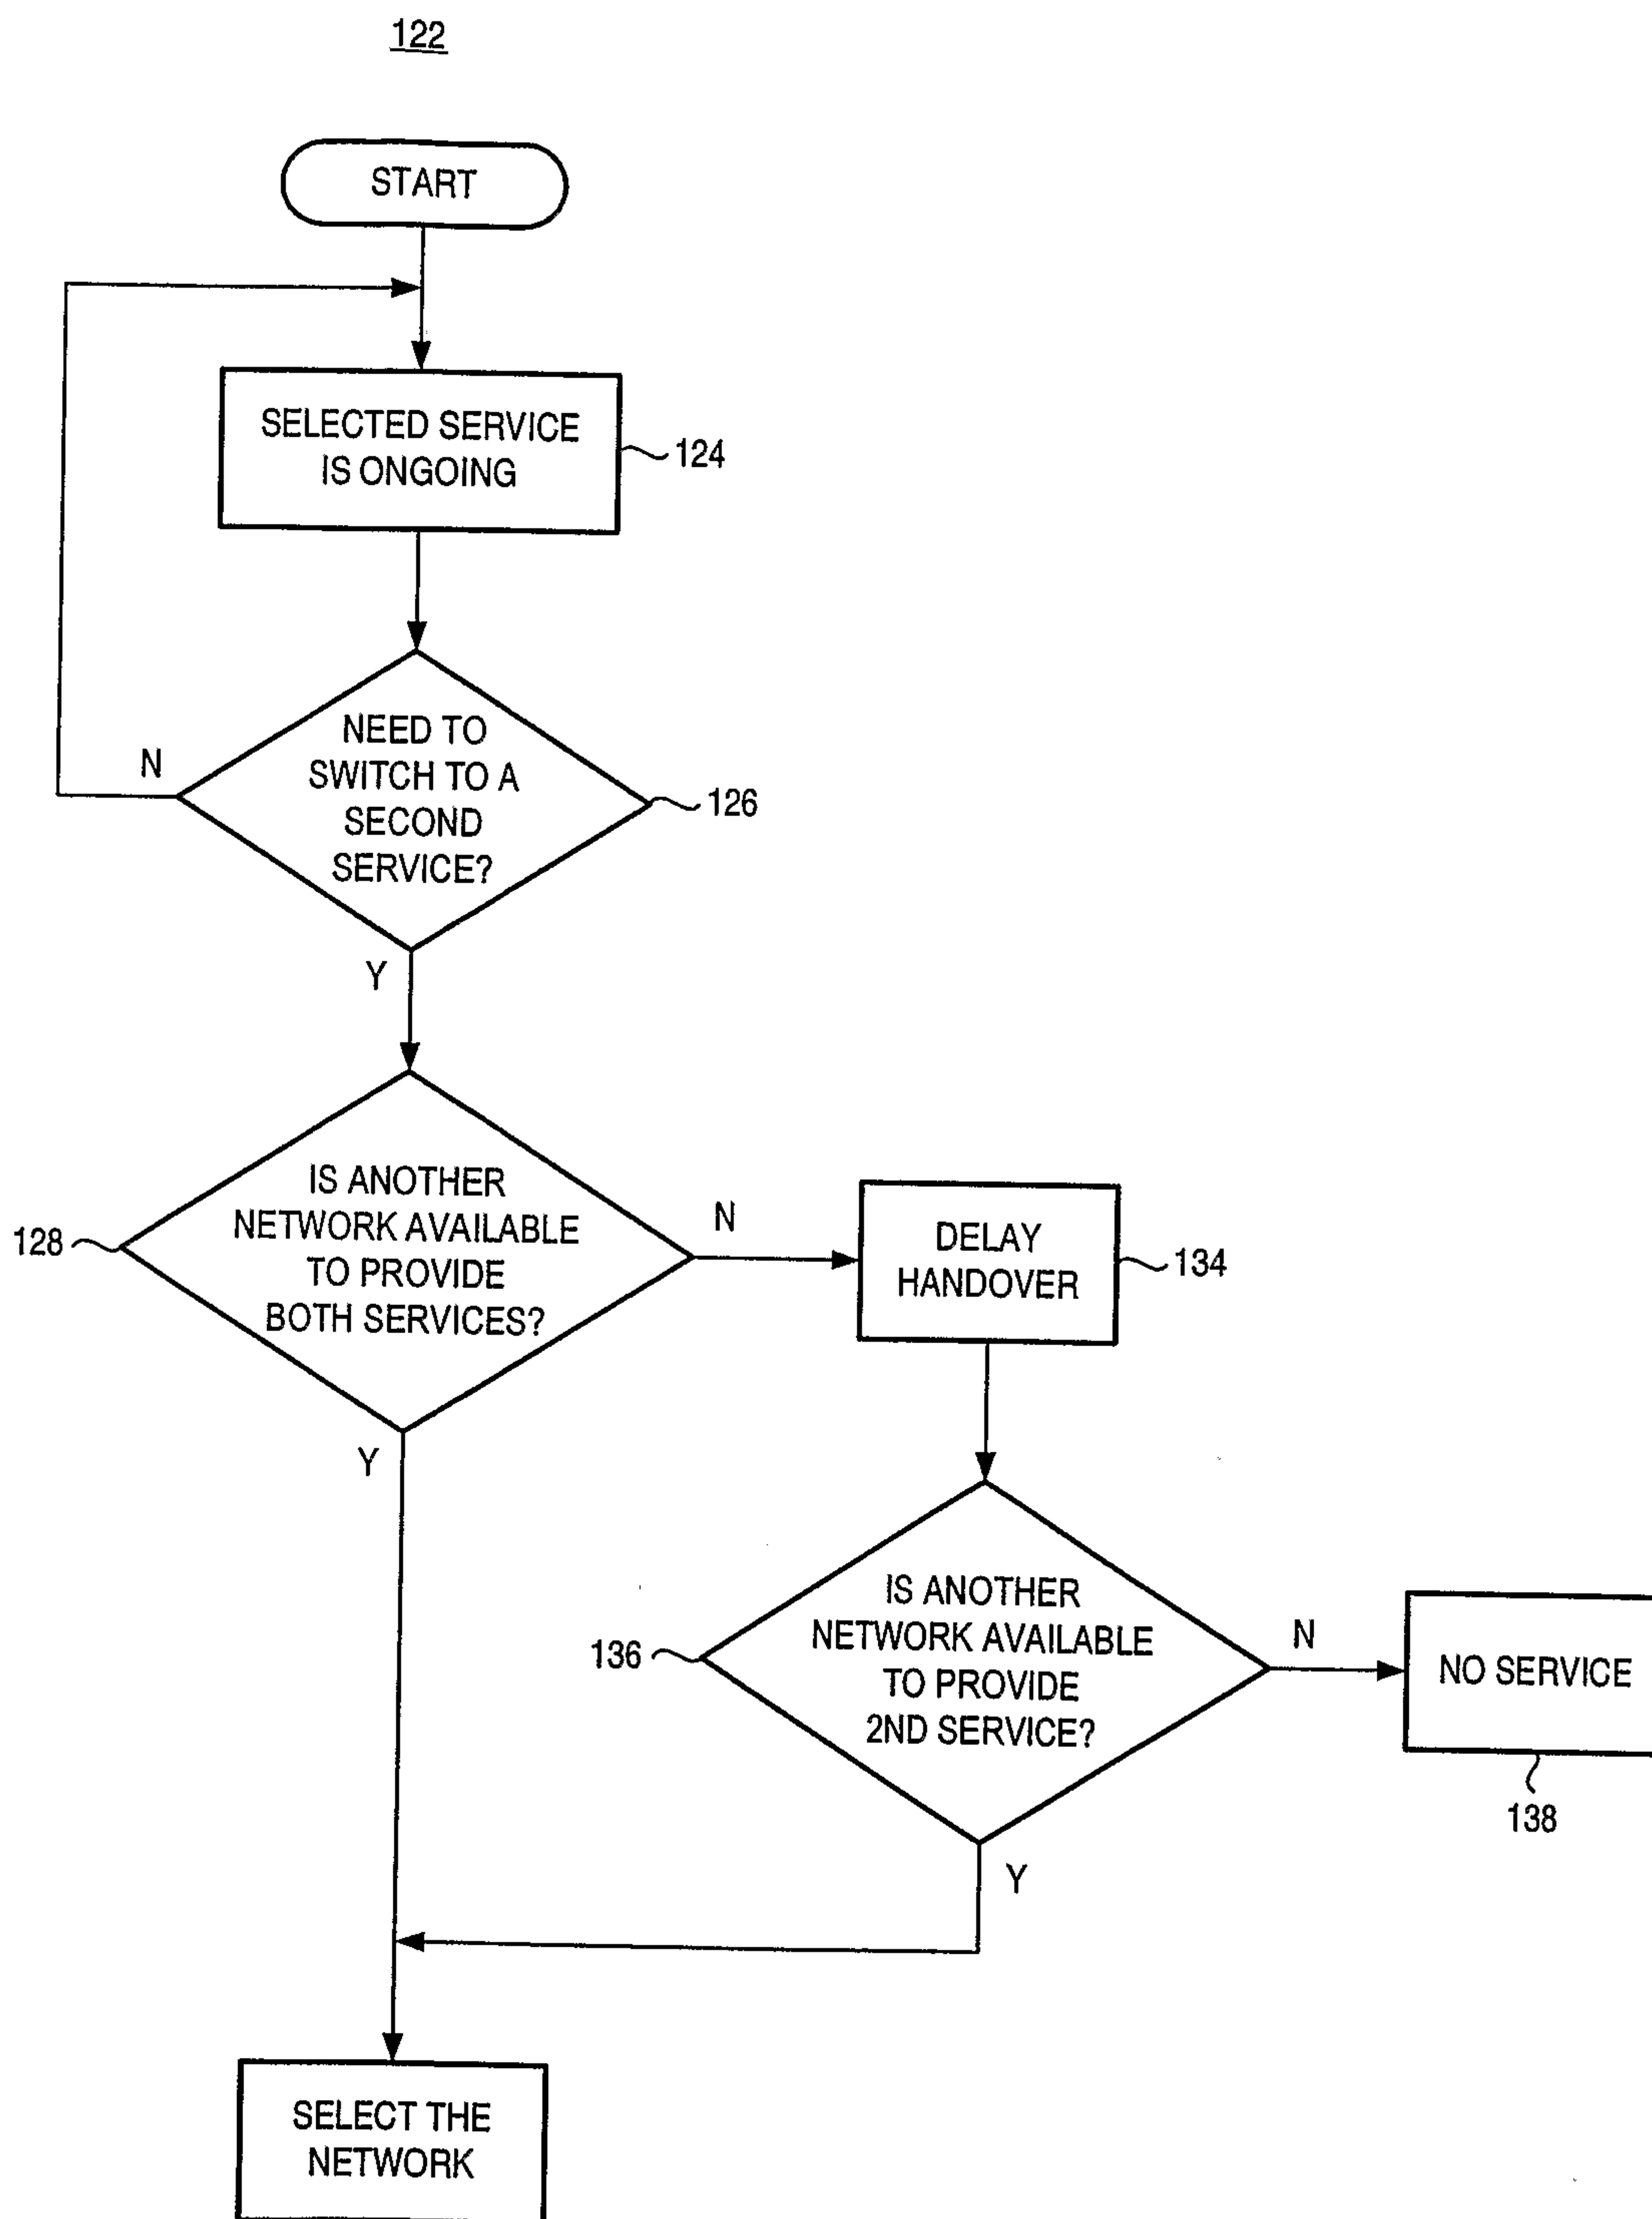 122
START
SELECTED SERVICE
IS ONGOING
124
NEED TO
SWITCH TO A
SECOND
SERVICE?
126
N
Y
IS ANOTHER
NETWORK AVAILABLE
TO PROVIDE
BOTH SERVICES?
128
N
Y
DELAY
HANDOVER
134
IS ANOTHER
NETWORK AVAILABLE
TO PROVIDE
2ND SERVICE?
136
N
Y
NO SERVICE
138
SELECT THE
NETWORK